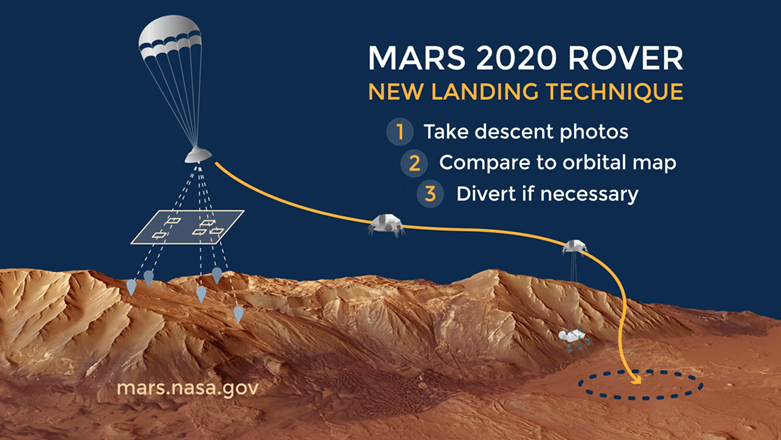 MARS 2020 ROVER
NEW LANDING TECHNIQUE
1 Take descent photos
2 Compare to orbital map
3 Divert if necessary
mars.nasa.gov